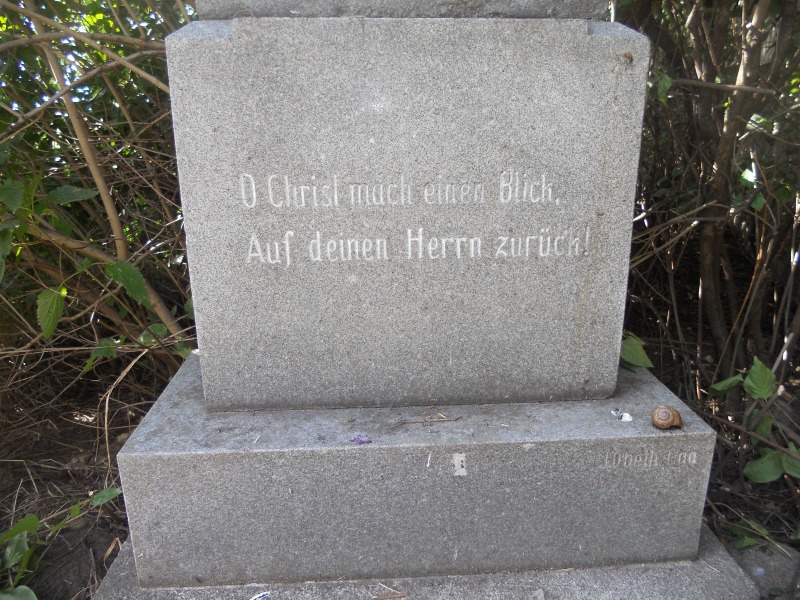 O Christ mach einen Blick,
Auf deinen Herrn zurück!